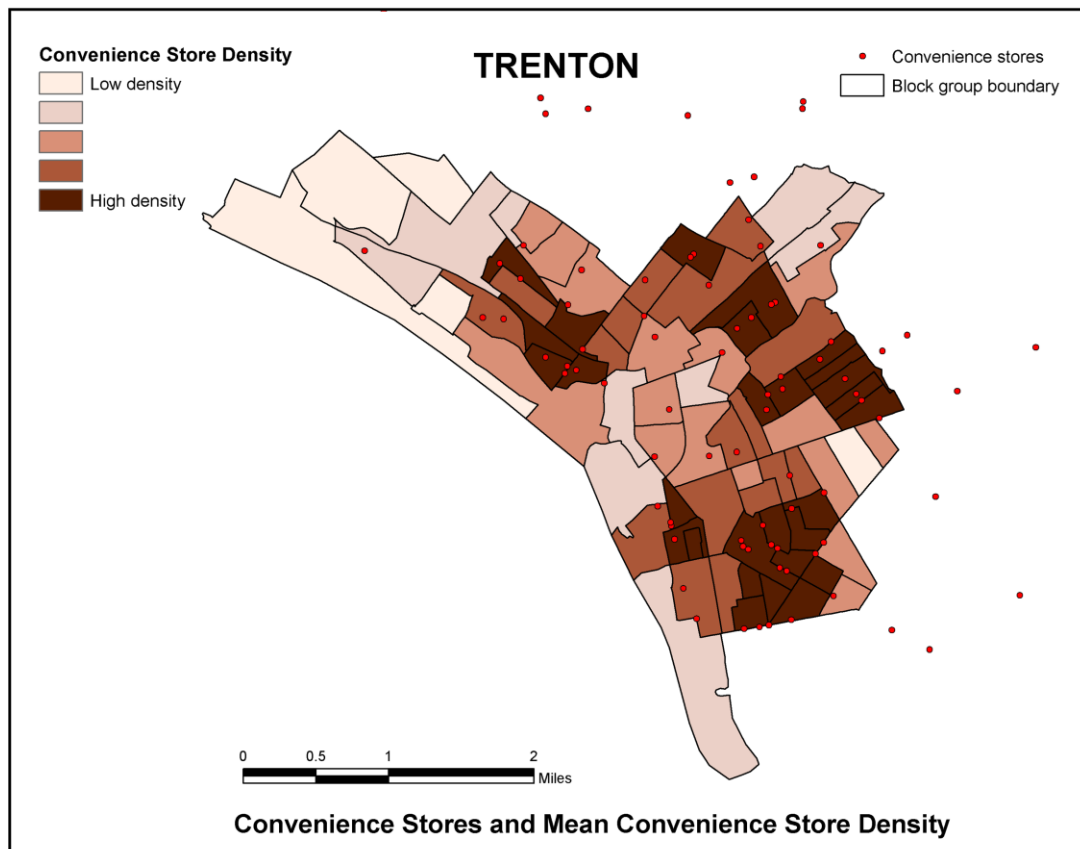 TRENTON
Convenience Store Density
Low density
High density
Convenience stores
Block group boundary
0 0.5 1 2
Miles
Convenience Stores and Mean Convenience Store Density